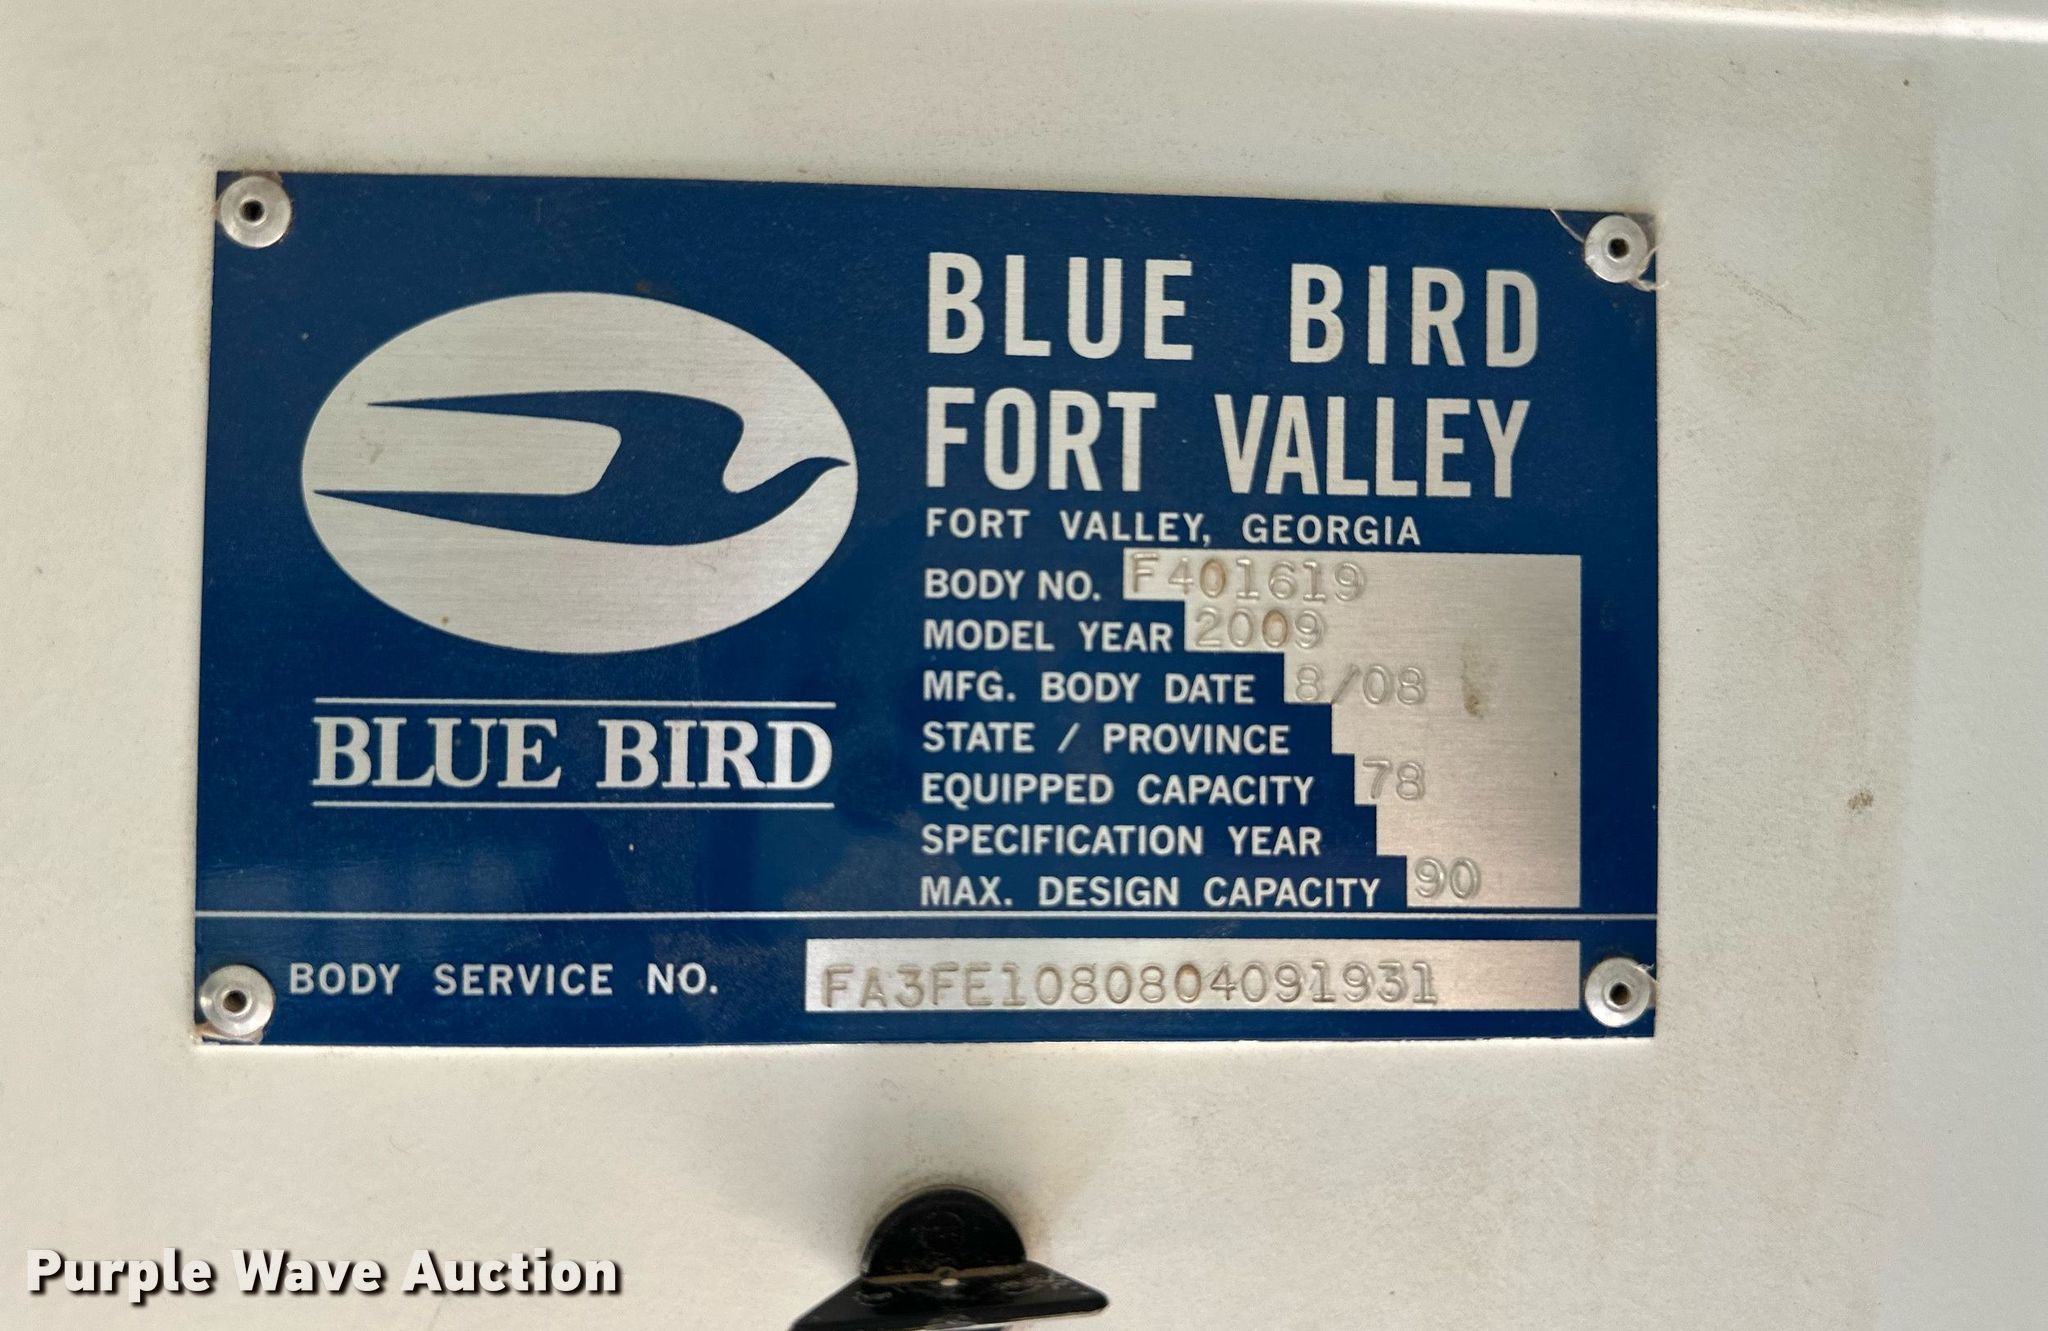 BLUE BIRD
FORT VALLEY
FORT VALLEY, GEORGIA
BODY NO. F401619
MODEL YEAR 2009
MFG. BODY DATE 8/08
STATE / PROVINCE
EQUIPPED CAPACITY 78
SPECIFICATION YEAR
MAX. DESIGN CAPACITY 90
BLUE BIRD
BODY SERVICE NO. FA3FE1080804091931
Purple Wave Auction